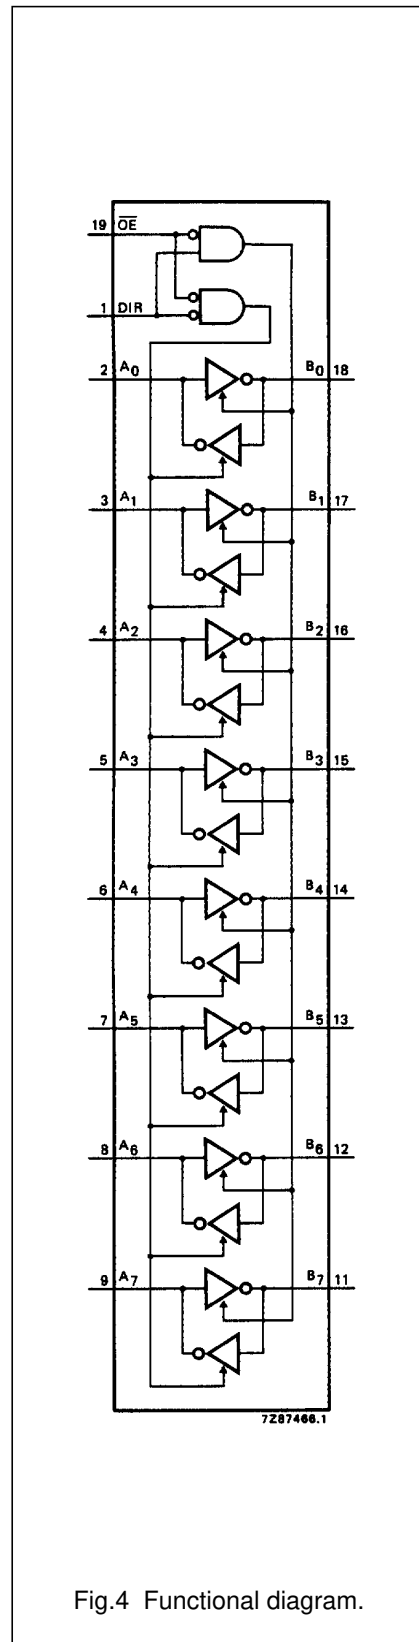 19 OE
1 DIR
2 A0 B0 18
3 A1 B1 17
4 A2 B2 16
5 A3 B3 15
6 A4 B4 14
7 A5 B5 13
8 A6 B6 12
9 A7 B7 11
7Z87466.1
Fig.4 Functional diagram.